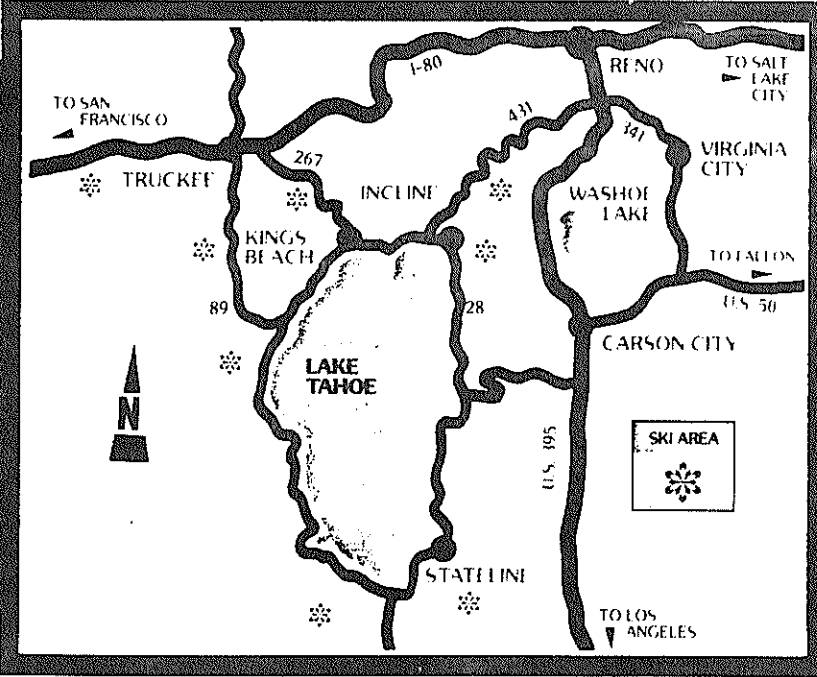 I-80
RENO
TO SALT
LAKE
CITY
TO SAN
FRANCISCO
431
341
267
TRUCKEE
INCLINE
VIRGINIA
CITY
WASHOE
LAKE
KINGS
BEACH
TO FALLON
U.S. 50
89
28
CARSON CITY
LAKE
TAHOE
N
SKI AREA
U.S. 395
STATELINE
TO LOS
ANGELES